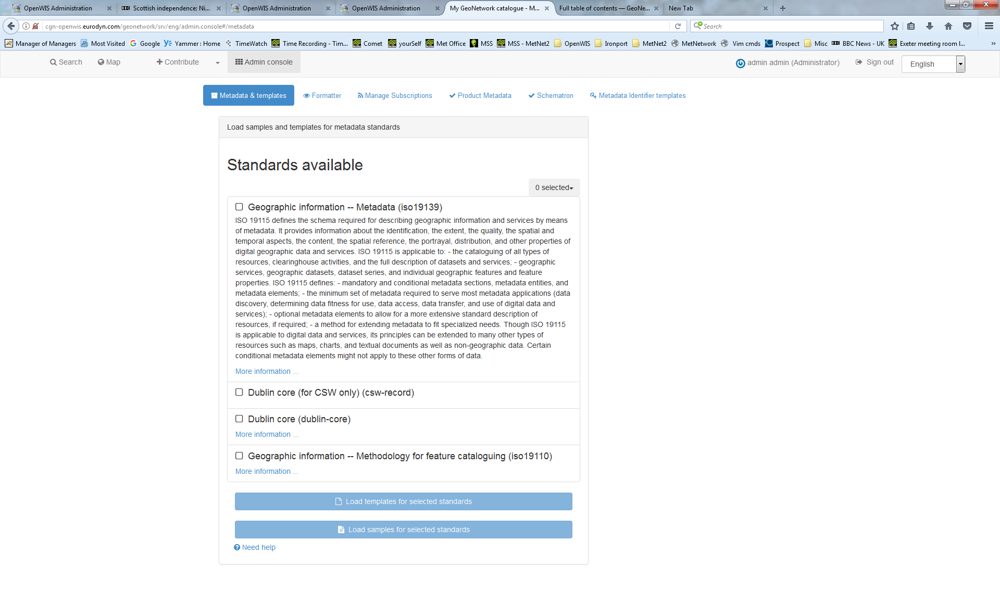 OpenWIS Administration
Scottish independence: Ni...
OpenWIS Administration
OpenWIS Administration
My GeoNetwork catalogue - M...
Full table of contents — GeoNe...
New Tab
cgn-openwis.eurodyn.com/geonetwork/srv/eng/admin.console#/metadata
Search
Manager of Managers
Most Visited
Google
Yammer : Home
TimeWatch
Time Recording - Tim...
Comet
yourSelf
Met Office
MSS
MSS - MetNet2
OpenWIS
Ironport
MetNet2
MetNetwork
Vim cmds
Prospect
Misc
BBC News - UK
Exeter meeting room l...
Search
Map
Contribute
Admin console
admin admin (Administrator)
Sign out
English
Metadata & templates
Formatter
Manage Subscriptions
Product Metadata
Schematron
Metadata Identifier templates
Load samples and templates for metadata standards
Standards available
0 selected
Geographic information -- Metadata (iso19139)
ISO 19115 defines the schema required for describing geographic information and services by means
of metadata. It provides information about the identification, the extent, the quality, the spatial and
temporal aspects, the content, the spatial reference, the portrayal, distribution, and other properties of
digital geographic data and services. ISO 19115 is applicable to: - the cataloguing of all types of
resources, clearinghouse activities, and the full description of datasets and services; - geographic
services, geographic datasets, dataset series, and individual geographic features and feature
properties. ISO 19115 defines: - mandatory and conditional metadata sections, metadata entities, and
metadata elements; - the minimum set of metadata required to serve most metadata applications (data
discovery, determining data fitness for use, data access, data transfer, and use of digital data and
services); - optional metadata elements to allow for a more extensive standard description of
resources, if required; - a method for extending metadata to fit specialized needs. Though ISO 19115
is applicable to digital data and services, its principles can be extended to many other types of
resources such as maps, charts, and textual documents as well as non-geographic data. Certain
conditional metadata elements might not apply to these other forms of data.
More information ...
Dublin core (for CSW only) (csw-record)
Dublin core (dublin-core)
More information ...
Geographic information -- Methodology for feature cataloguing (iso19110)
More information ...
Load templates for selected standards
Load samples for selected standards
Need help